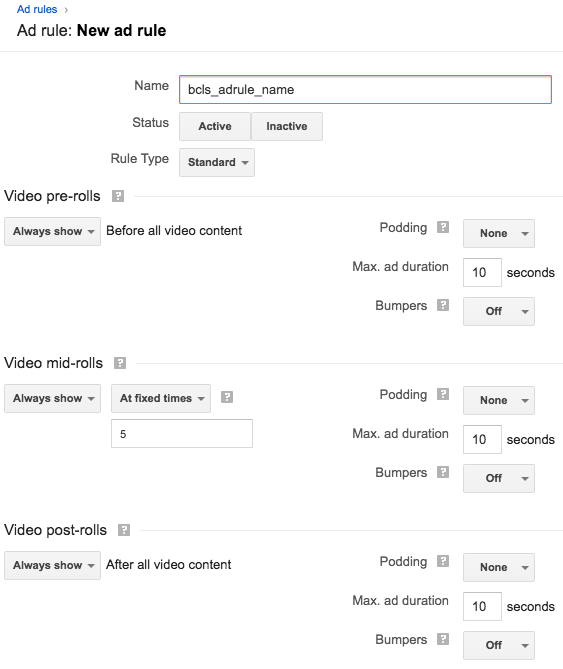 Ad rules ›
Ad rule: New ad rule
Name bcls_adrule_name
Status Active Inactive
Rule Type Standard
Video pre-rolls ?
Always show Before all video content Podding ? None
Max. ad duration 10 seconds
Bumpers ? Off
Video mid-rolls ?
Always show At fixed times ? Podding ? None
5 Max. ad duration 10 seconds
Bumpers ? Off
Video post-rolls ?
Always show After all video content Podding ? None
Max. ad duration 10 seconds
Bumpers ? Off